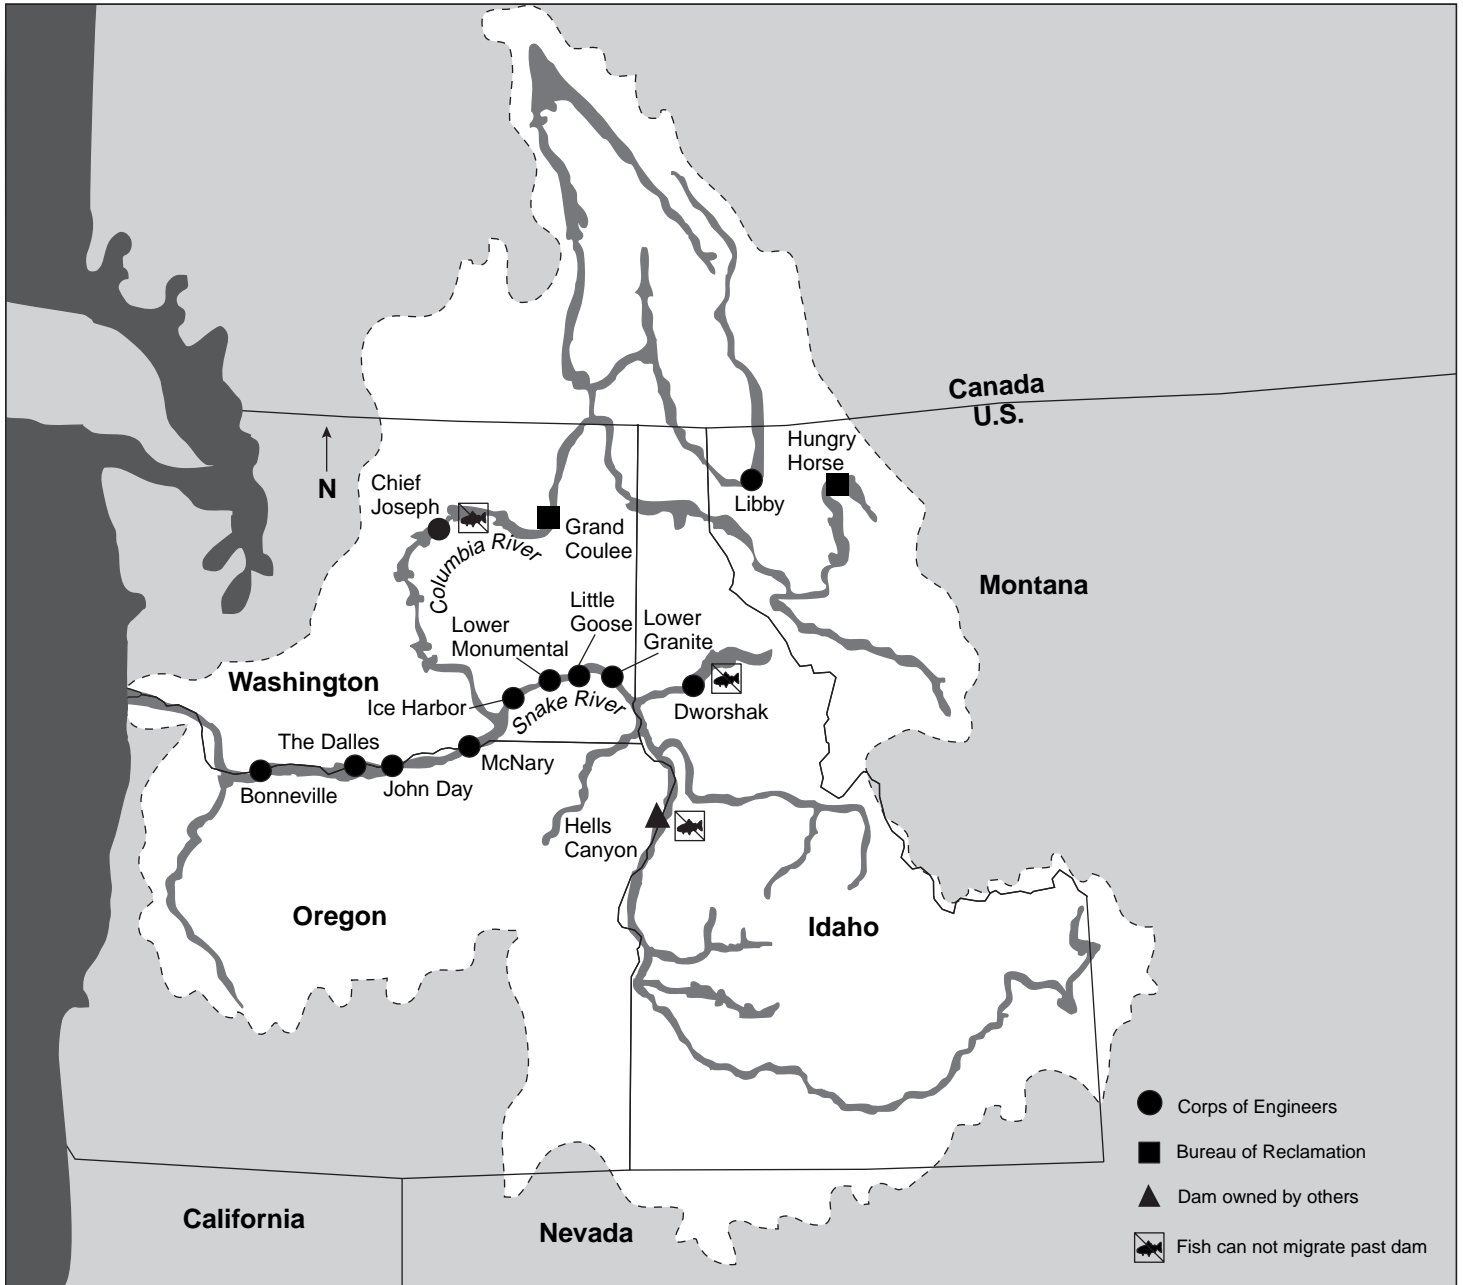 Canada
U.S.
Hungry
Horse
N
Chief
Joseph
Libby
Grand
Coulee
Columbia River
Montana
Little
Goose
Lower
Granite
Lower
Monumental
Washington
Ice Harbor
Snake River
Dworshak
The Dalles
McNary
Bonneville
John Day
Hells
Canyon
Oregon
Idaho
California
Nevada
Corps of Engineers
Bureau of Reclamation
Dam owned by others
Fish can not migrate past dam